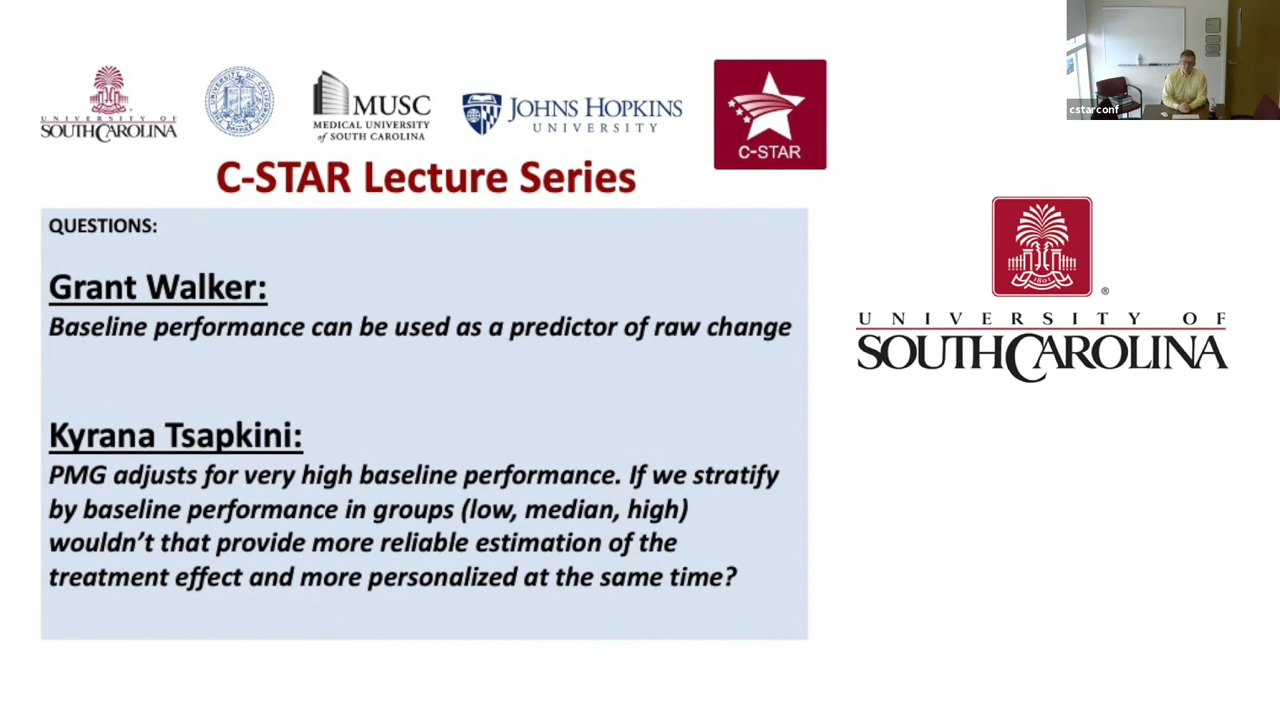 UNIVERSITY OF
SOUTH CAROLINA
MUSC
MEDICAL UNIVERSITY
of SOUTH CAROLINA
JOHNS HOPKINS
UNIVERSITY
C-STAR
cstarconf
C-STAR Lecture Series
QUESTIONS:
Grant Walker:
Baseline performance can be used as a predictor of raw change
Kyrana Tsapkini:
PMG adjusts for very high baseline performance. If we stratify
by baseline performance in groups (low, median, high)
wouldn't that provide more reliable estimation of the
treatment effect and more personalized at the same time?
1801
®
UNIVERSITY OF
SOUTH CAROLINA